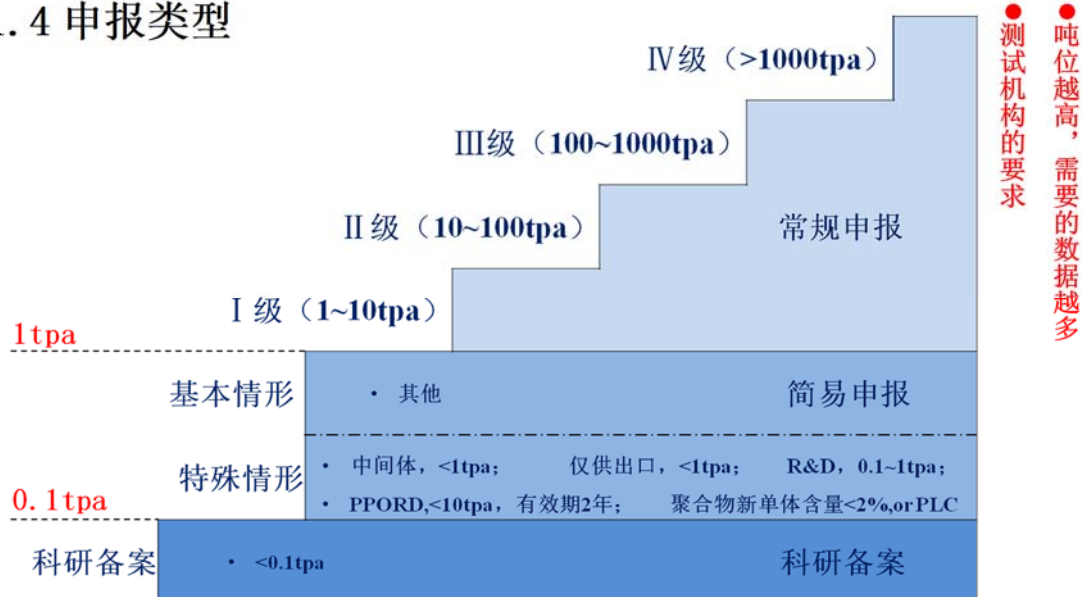 .4 申报类型
Ⅳ级（>1000tpa）
Ⅲ级（100~1000tpa）
Ⅱ级（10~100tpa）
常规申报
Ⅰ级（1~10tpa）
1tpa
基本情形
• 其他
简易申报
特殊情形
• 中间体，<1tpa； 仅供出口，<1tpa； R&D，0.1~1tpa；
• PPORD,<10tpa，有效期2年； 聚合物新单体含量<2%,or PLC
0.1tpa
科研备案
• <0.1tpa
科研备案
●测试机构的要求
●吨位越高，需要的数据越多